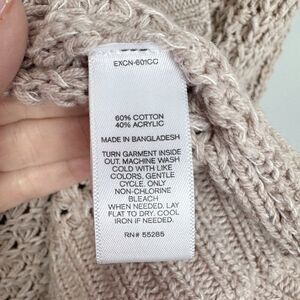 EXCN-601CC
60% COTTON
40% ACRYLIC
MADE IN BANGLADESH
TURN GARMENT INSIDE
OUT. MACHINE WASH
COLD WITH LIKE
COLORS, GENTLE
CYCLE. ONLY
NON-CHLORINE
BLEACH
WHEN NEEDED. LAY
FLAT TO DRY. COOL
IRON IF NEEDED.
RN# 55285